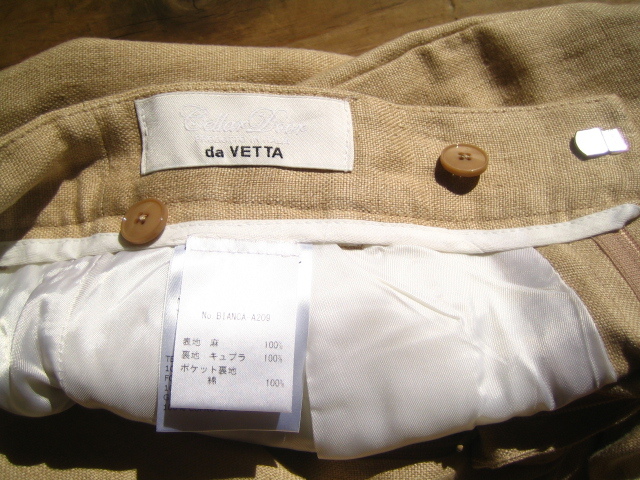 da VETTA
No BIANCA A209
表地 麻 100%
裏地 キュプラ 100%
ポケット裏地
綿 100%